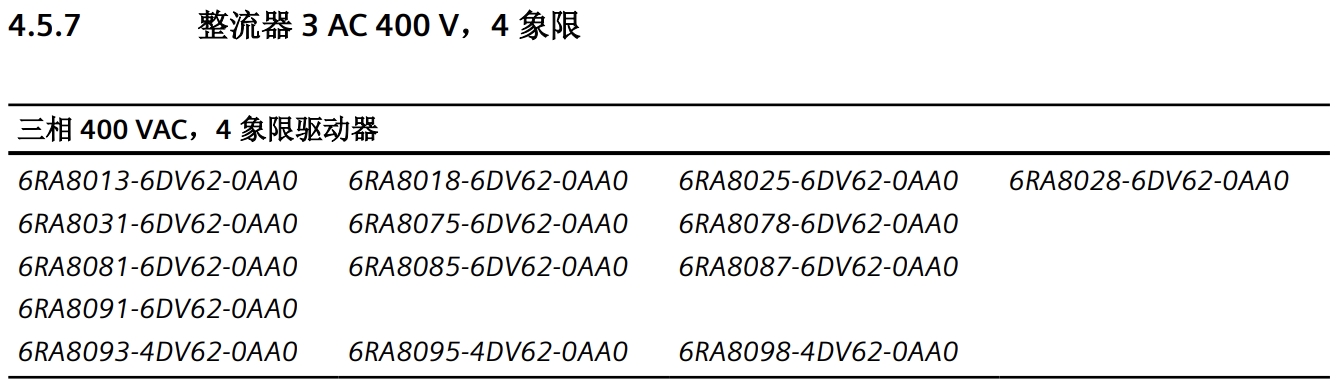 4.5.7 整流器 3 AC 400 V，4 象限
三相 400 VAC，4 象限驱动器
6RA8013-6DV62-0AA0 6RA8018-6DV62-0AA0 6RA8025-6DV62-0AA0 6RA8028-6DV62-0AA0
6RA8031-6DV62-0AA0 6RA8075-6DV62-0AA0 6RA8078-6DV62-0AA0
6RA8081-6DV62-0AA0 6RA8085-6DV62-0AA0 6RA8087-6DV62-0AA0
6RA8091-6DV62-0AA0
6RA8093-4DV62-0AA0 6RA8095-4DV62-0AA0 6RA8098-4DV62-0AA0